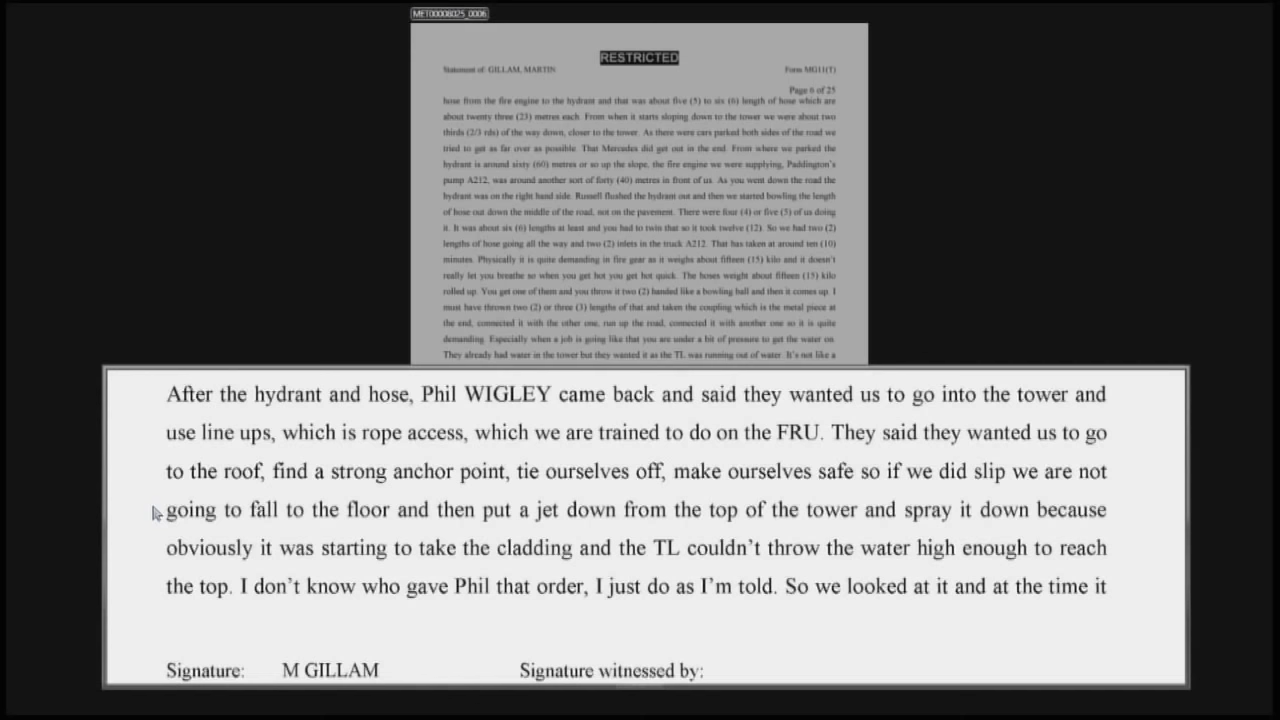 MET00008025_0006
RESTRICTED
Statement of: GILLAM, MARTIN
Form MG11(T)
Page 6 of 25
hose from the fire engine to the hydrant and that was about five (5) to six (6) length of hose which are
about twenty three (23) metres each. From when it starts sloping down to the tower we were about two
thirds (2/3 rds) of the way down, closer to the tower. As there were cars parked both sides of the road we
tried to get as far over as possible. That Mercedes did get out in the end. From where we parked the
hydrant is around sixty (60) metres or so up the slope, the fire engine we were supplying, Paddington's
pump A212, was around another sort of forty (40) metres in front of us. As you went down the road the
hydrant was on the right hand side. Russell flushed the hydrant out and then we started bowling the length
of hose out down the middle of the road, not on the pavement. There were four (4) or five (5) of us doing
it. It was about six (6) lengths at least and you had to twin that so it took twelve (12). So we had two (2)
lengths of hose going all the way and two (2) inlets in the truck A212. That has taken at around ten (10)
minutes. Physically it is quite demanding in fire gear as it weighs about fifteen (15) kilo and it doesn't
really let you breathe so when you get hot you get hot quick. The hoses weight about fifteen (15) kilo
rolled up. You get one of them and you throw it two (2) handed like a bowling ball and then it comes up. I
must have thrown two (2) or three (3) lengths of that and taken the coupling which is the metal piece at
the end, connected it with the other one, run up the road, connected it with another one so it is quite
demanding. Especially when a job is going like that you are under a bit of pressure to get the water on.
They already had water in the tower but they wanted it as the TL was running out of water. It's not like a
After the hydrant and hose, Phil WIGLEY came back and said they wanted us to go into the tower and
use line ups, which is rope access, which we are trained to do on the FRU. They said they wanted us to go
to the roof, find a strong anchor point, tie ourselves off, make ourselves safe so if we did slip we are not
going to fall to the floor and then put a jet down from the top of the tower and spray it down because
obviously it was starting to take the cladding and the TL couldn't throw the water high enough to reach
the top. I don't know who gave Phil that order, I just do as I'm told. So we looked at it and at the time it
Signature: M GILLAM Signature witnessed by: